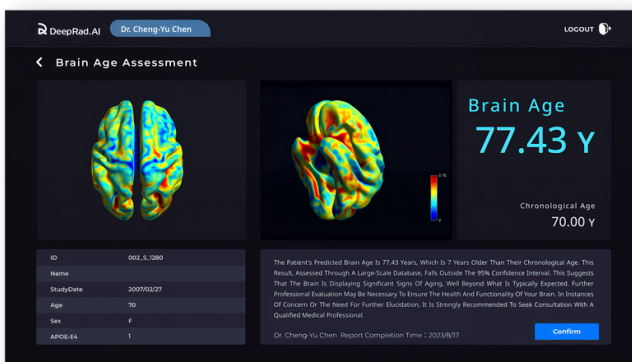 DeepRad.AI
Dr. Cheng-Yu Chen
LOGOUT
Brain Age Assessment
0.76
0
Brain Age
77.43 Y
Chronological Age
70.00 Y
ID 002_S_1280
Name
StudyDate 2007/02/27
Age 70
Sex F
APOE-E4 1
The Patient's Predicted Brain Age Is 77.43 Years, Which Is 7 Years Older Than Their Chronological Age. This
Result, Assessed Through A Large-Scale Database, Falls Outside The 95% Confidence Interval. This Suggests
That The Brain Is Displaying Significant Signs Of Aging, Well Beyond What Is Typically Expected. Further
Professional Evaluation May Be Necessary To Ensure The Health And Functionality Of Your Brain. In Instances
Of Concern Or The Need For Further Elucidation, It Is Strongly Recommended To Seek Consultation With A
Qualified Medical Professional.
Dr. Cheng-Yu Chen Report Completion Time : 2023/8/17
Confirm